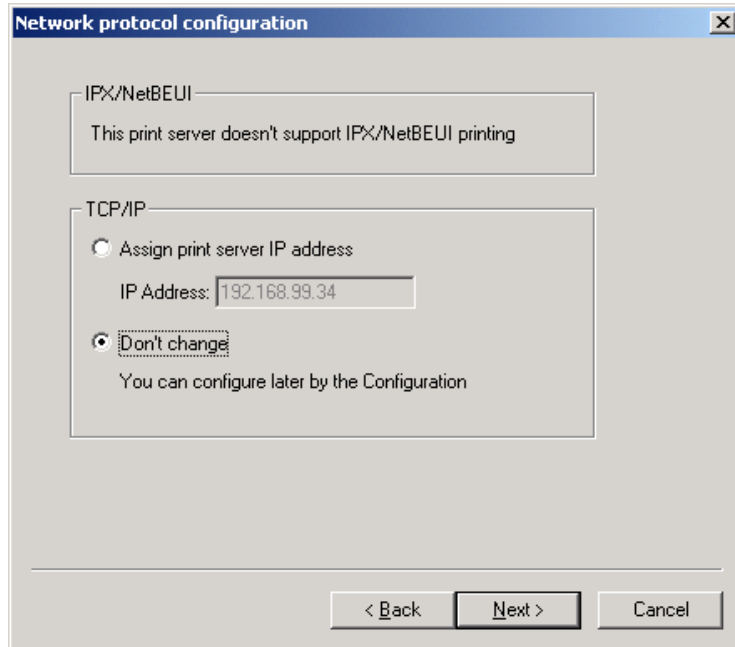 Network protocol configuration
IPX/NetBEUI
This print server doesn't support IPX/NetBEUI printing
TCP/IP
Assign print server IP address
IP Address: 192.168.99.34
Don't change
You can configure later by the Configuration
< Back Next > Cancel